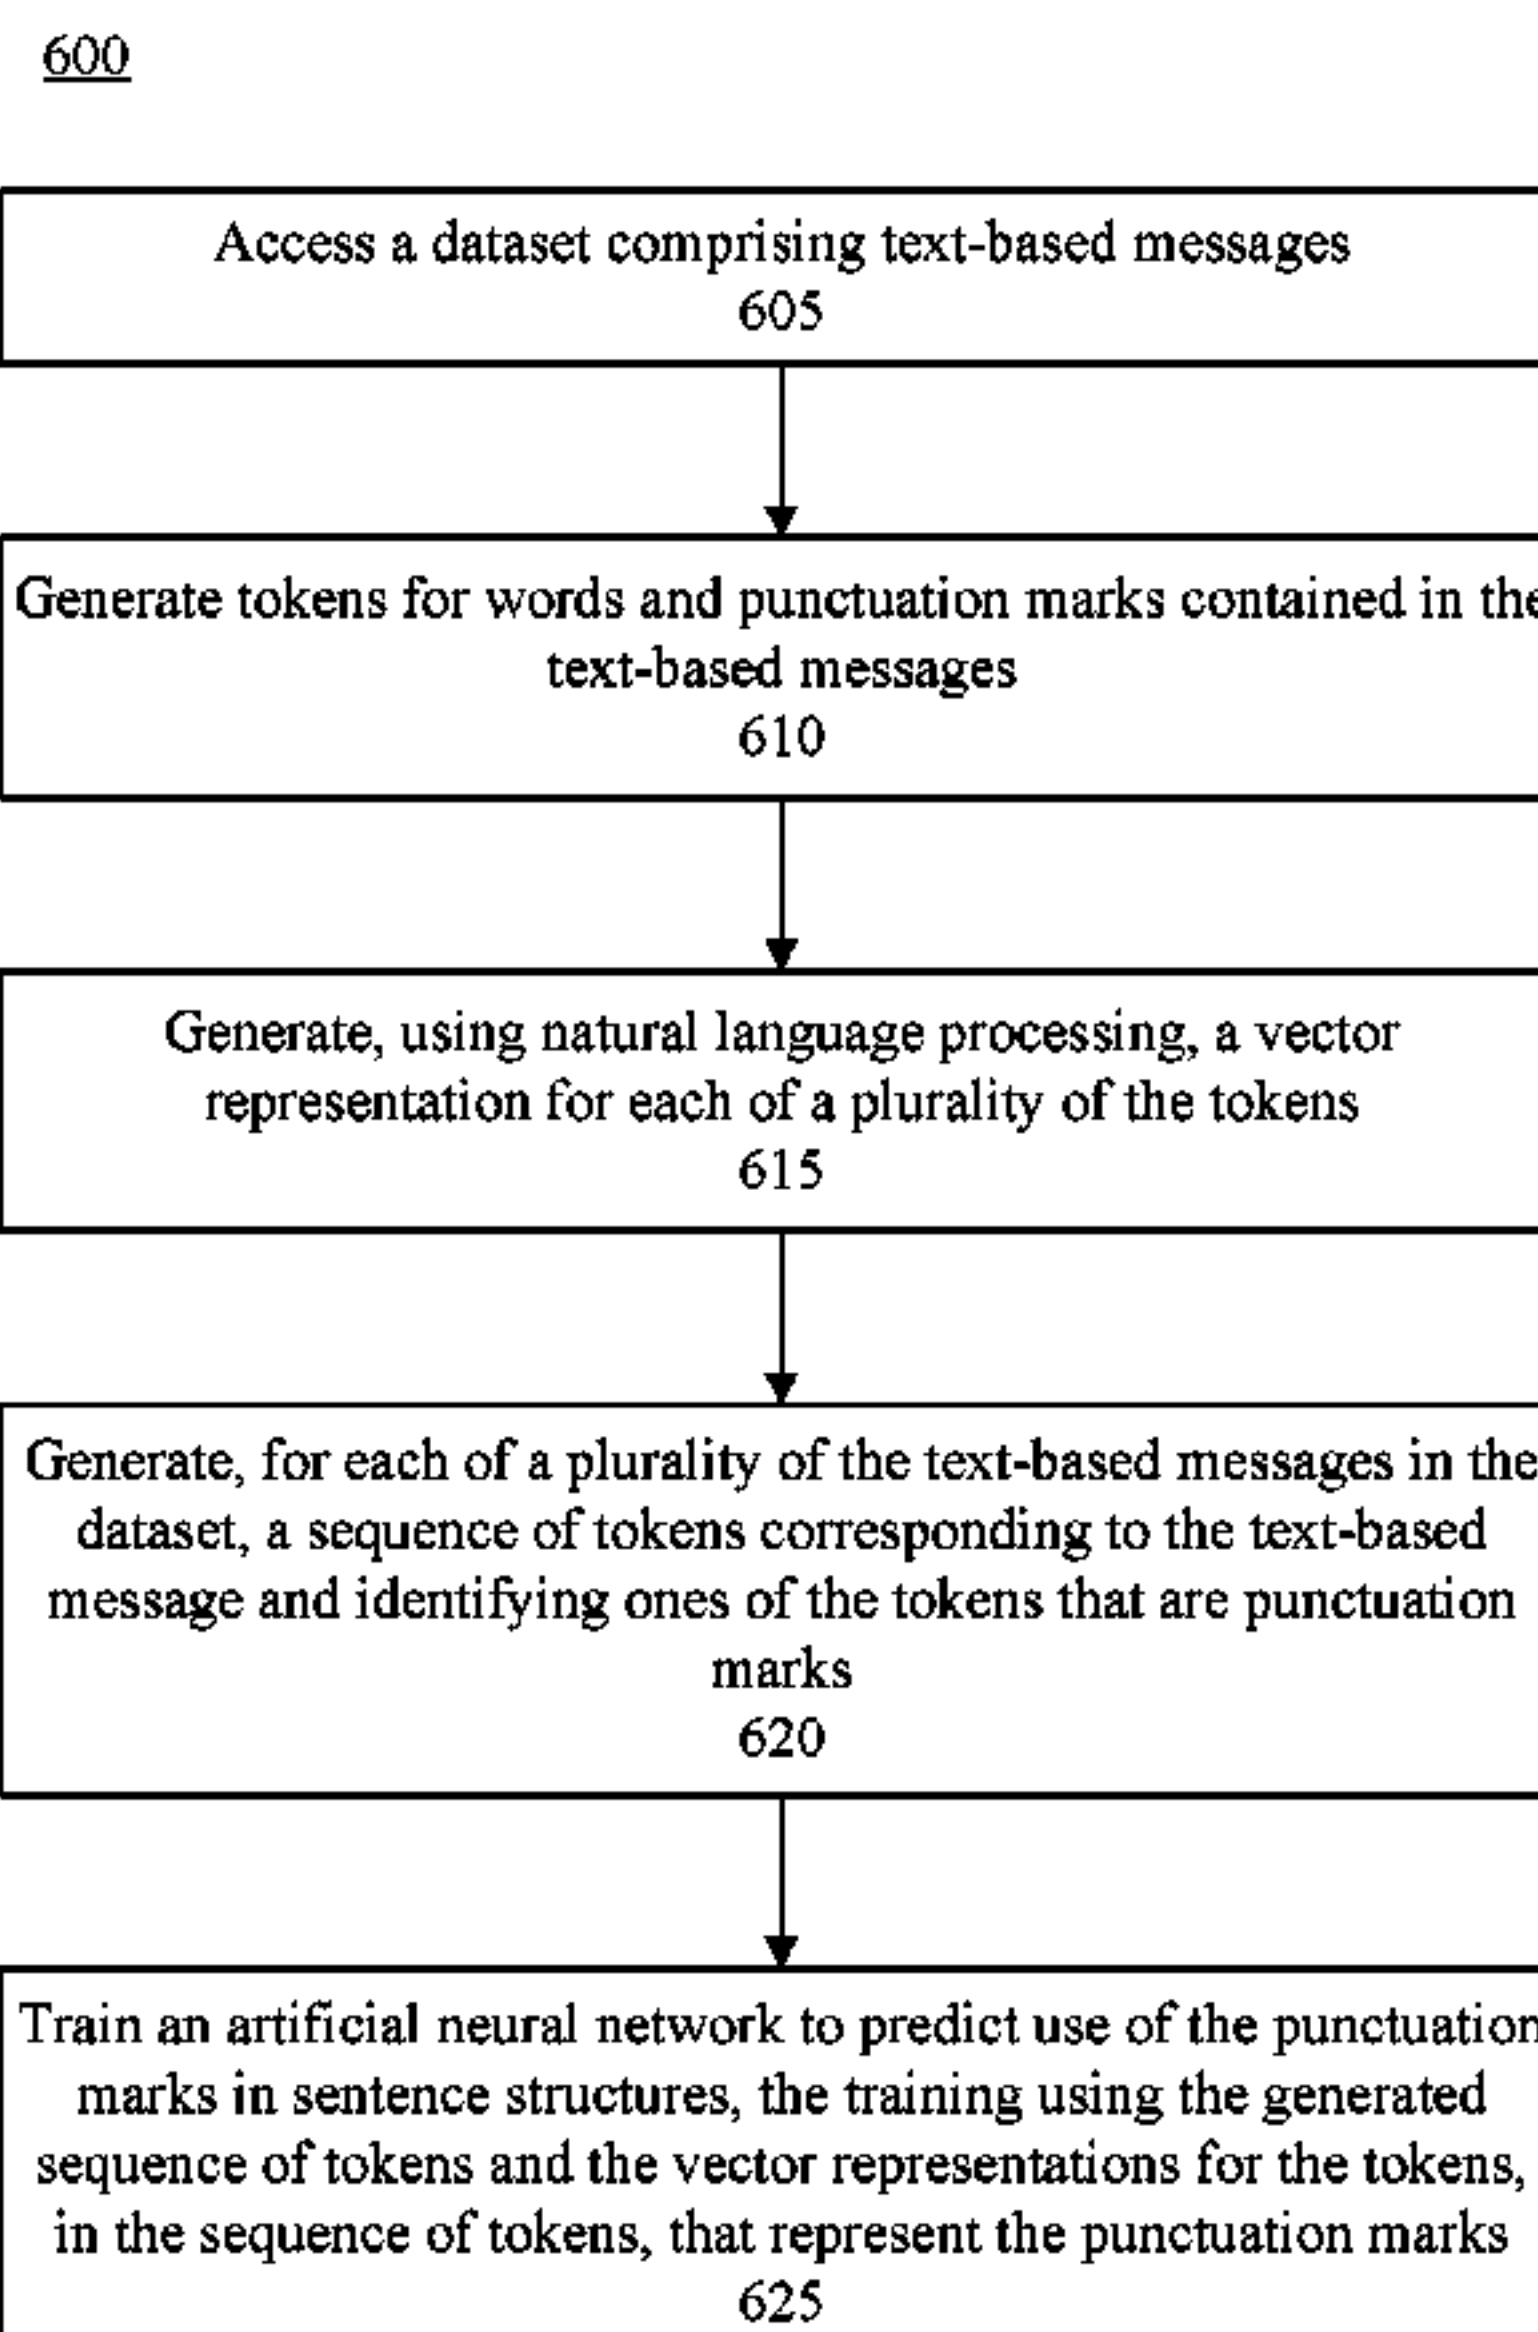 600
Access a dataset comprising text-based messages
605
Generate tokens for words and punctuation marks contained in the
text-based messages
610
Generate, using natural language processing, a vector
representation for each of a plurality of the tokens
615
Generate, for each of a plurality of the text-based messages in the
dataset, a sequence of tokens corresponding to the text-based
message and identifying ones of the tokens that are punctuation
marks
620
Train an artificial neural network to predict use of the punctuation
marks in sentence structures, the training using the generated
sequence of tokens and the vector representations for the tokens,
in the sequence of tokens, that represent the punctuation marks
625